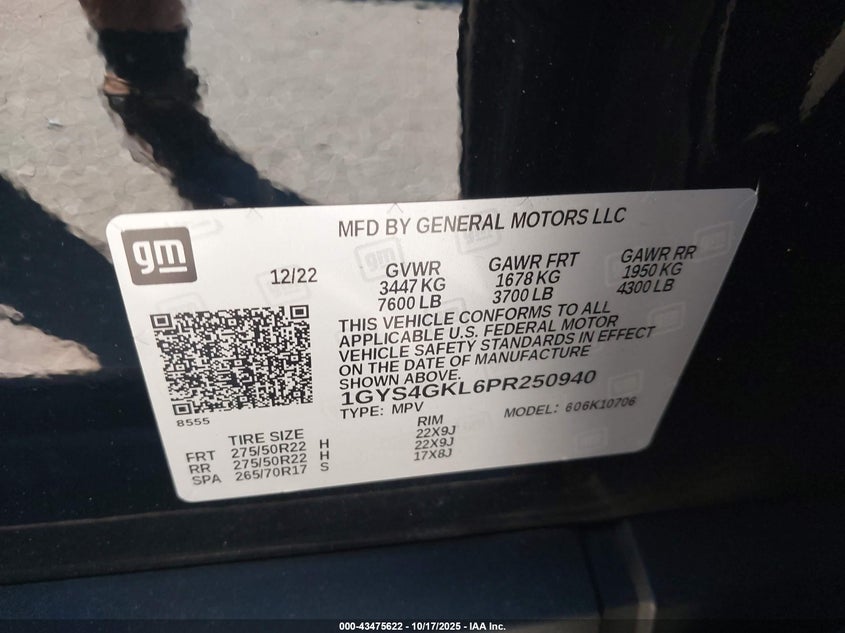 gm
MFD BY GENERAL MOTORS LLC
12/22
GVWR GAWR FRT GAWR RR
3447 KG 1678 KG 1950 KG
7600 LB 3700 LB 4300 LB
THIS VEHICLE CONFORMS TO ALL
APPLICABLE U.S. FEDERAL MOTOR
VEHICLE SAFETY STANDARDS IN EFFECT
ON THE DATE OF MANUFACTURE
SHOWN ABOVE.
1GYS4GKL6PR250940
TYPE: MPV MODEL: 606K10706
8555
TIRE SIZE RIM
FRT 275/50R22 H 22X9J
RR 275/50R22 H 22X9J
SPA 265/70R17 S 17X8J
000-43475622 - 10/17/2025 - IAA Inc.